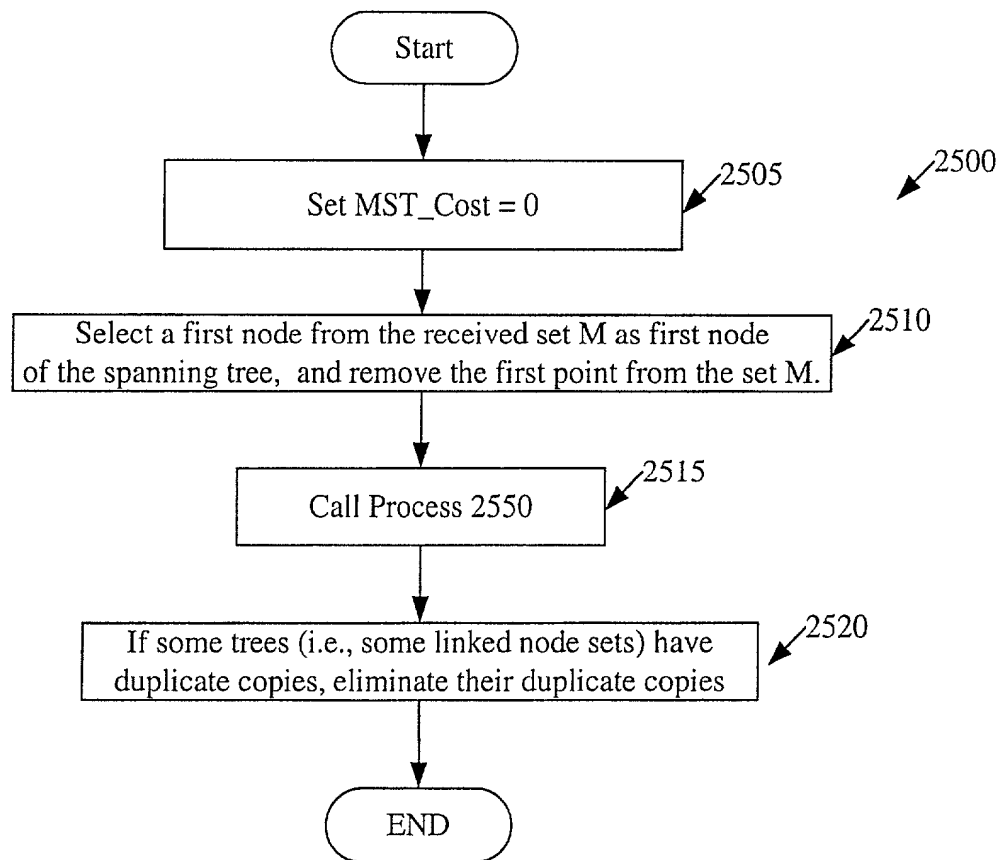 Start
2500
2505
Set MST_Cost = 0
2510
Select a first node from the received set M as first node
of the spanning tree, and remove the first point from the set M.
2515
Call Process 2550
2520
If some trees (i.e., some linked node sets) have
duplicate copies, eliminate their duplicate copies
END